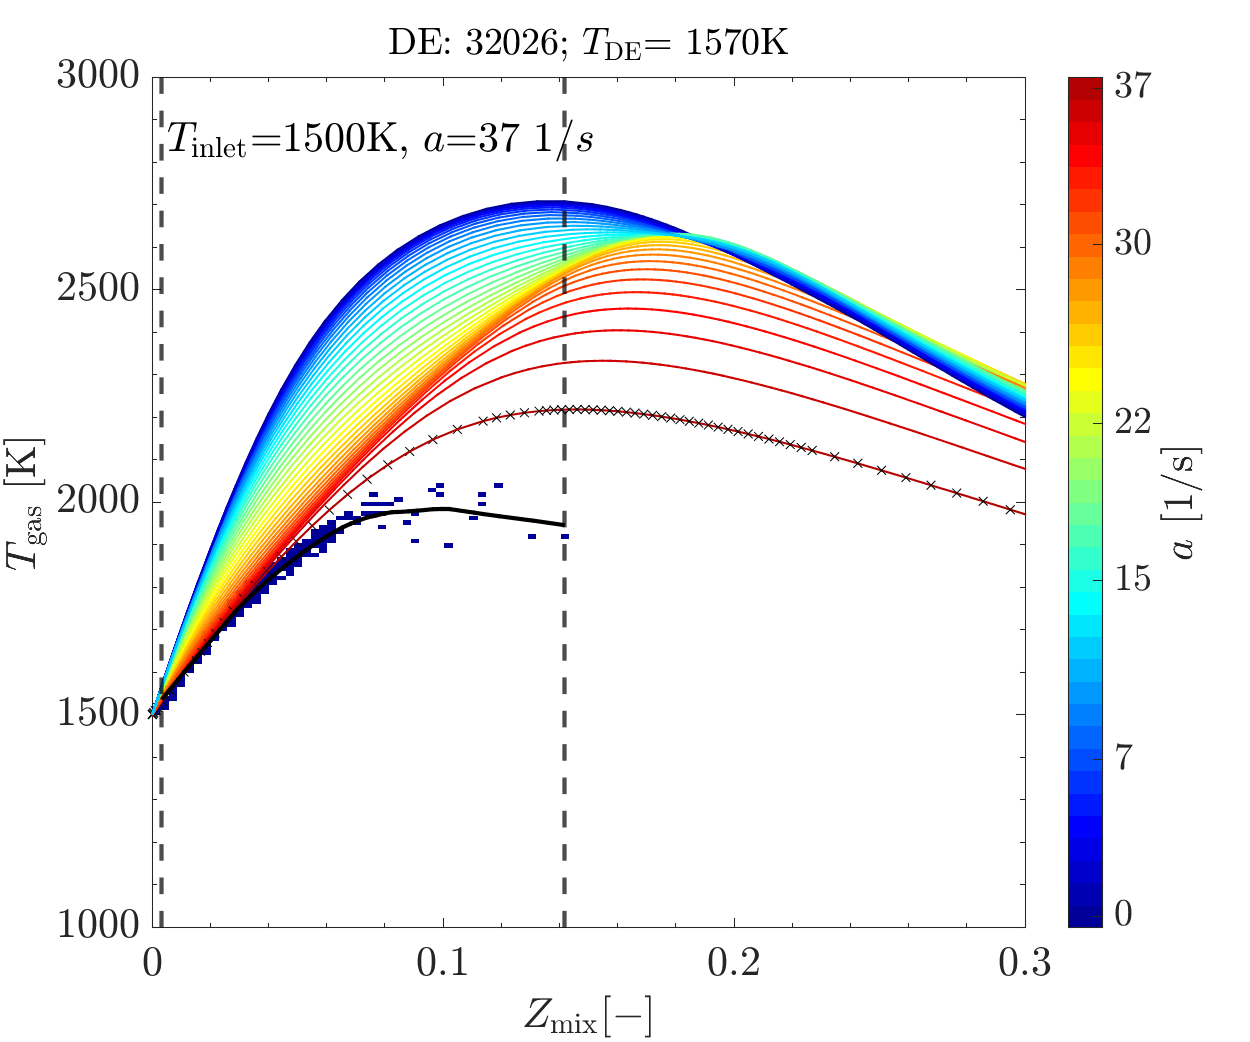 DE: 32026; T_DE= 1570K
T_inlet=1500K, a=37 1/s
3000
2500
2000
1500
1000
T_gas [K]
0 0.1 0.2 0.3
Z_mix[−]
37
30
22
15
7
0
a [1/s]